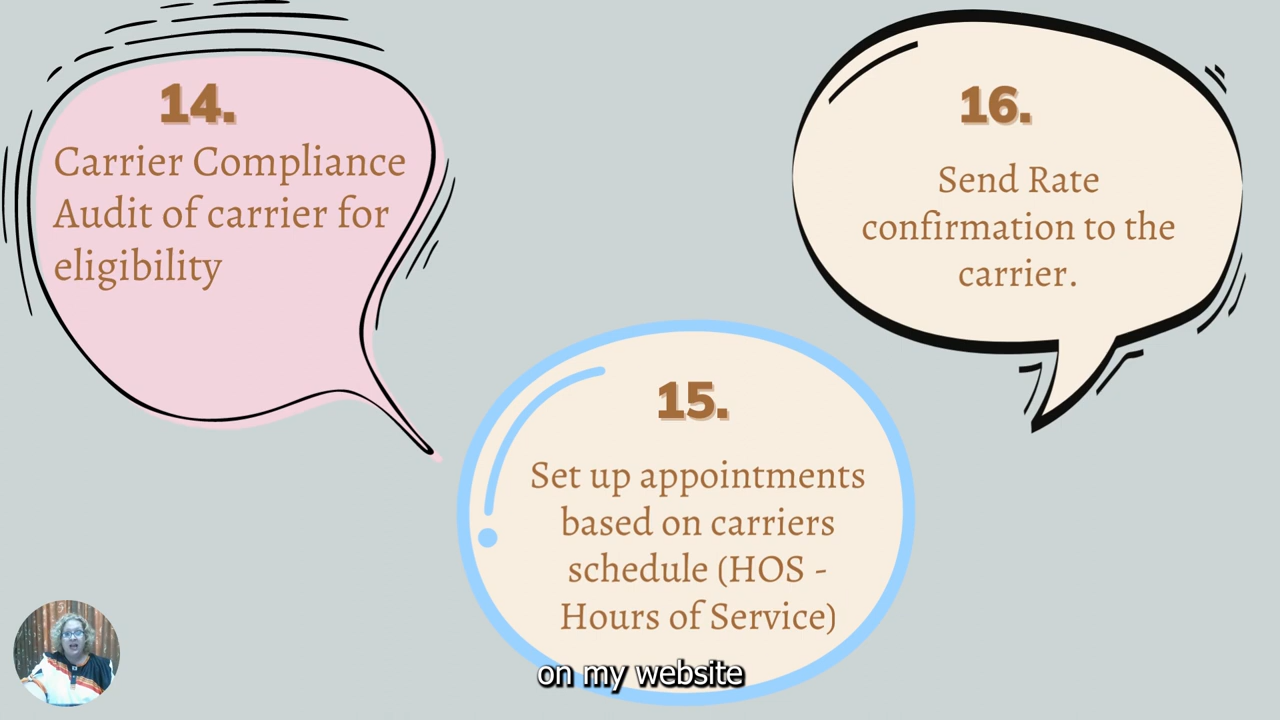 14.
Carrier Compliance
Audit of carrier for
eligibility
16.
Send Rate
confirmation to the
carrier.
15.
Set up appointments
based on carriers
schedule (HOS -
Hours of Service)
on my website